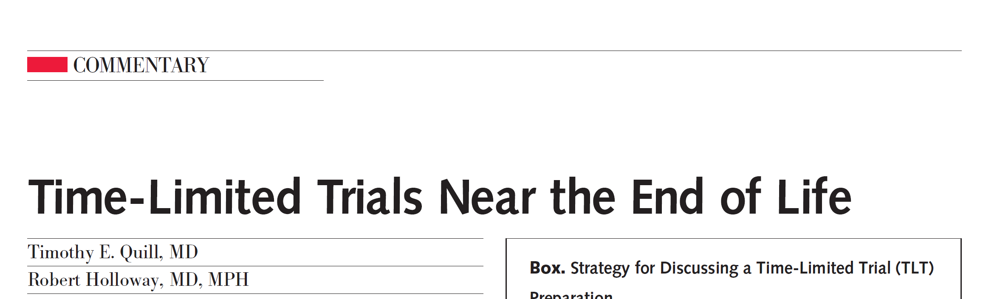 COMMENTARY
Time-Limited Trials Near the End of Life
Timothy E. Quill, MD
Robert Holloway, MD, MPH
Box. Strategy for Discussing a Time-Limited Trial (TLT)
Preparation